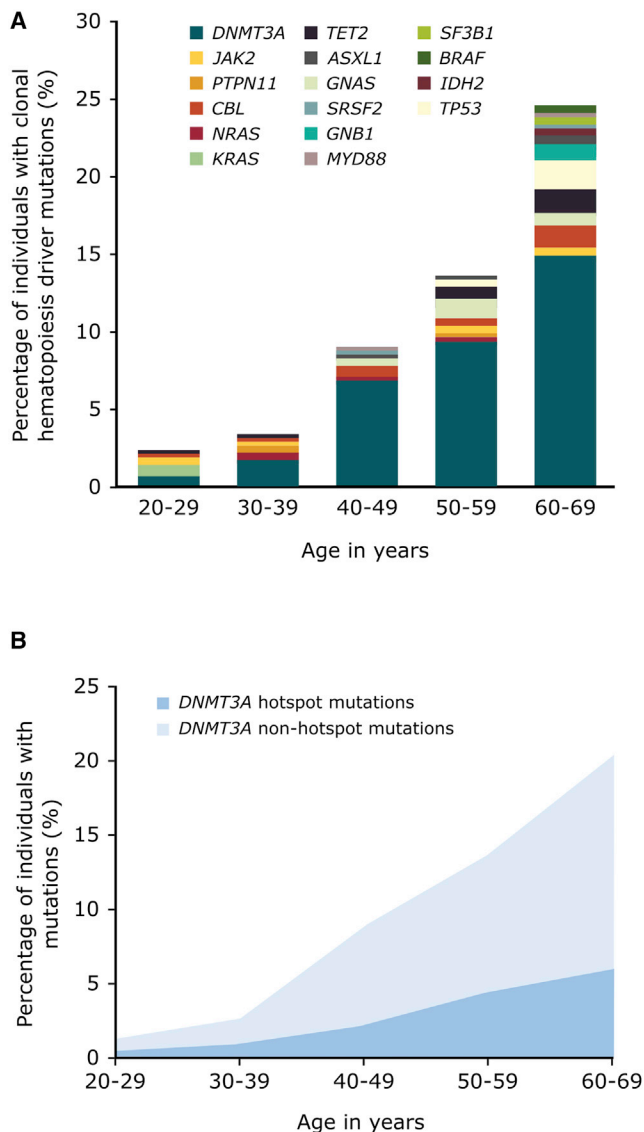 A
Percentage of individuals with clonal
hematopoiesis driver mutations (%)
30
25
20
15
10
5
0
DNMT3A
JAK2
PTPN11
CBL
NRAS
KRAS
TET2
ASXL1
GNAS
SRSF2
GNB1
MYD88
SF3B1
BRAF
IDH2
TP53
20-29 30-39 40-49 50-59 60-69
Age in years
B
Percentage of individuals with
mutations (%)
25
20
15
10
5
0
DNMT3A hotspot mutations
DNMT3A non-hotspot mutations
20-29 30-39 40-49 50-59 60-69
Age in years